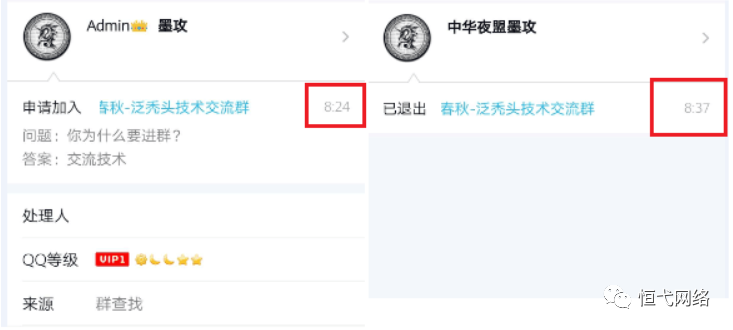 Admin👑 墨攻
申请加入 春秋-泛秃头技术交流群 8:24
问题：你为什么要进群？
答案：交流技术
处理人
QQ等级 VIP1
来源 群查找
中华夜盟墨攻
已退出 春秋-泛秃头技术交流群 8:37
恒弋网络